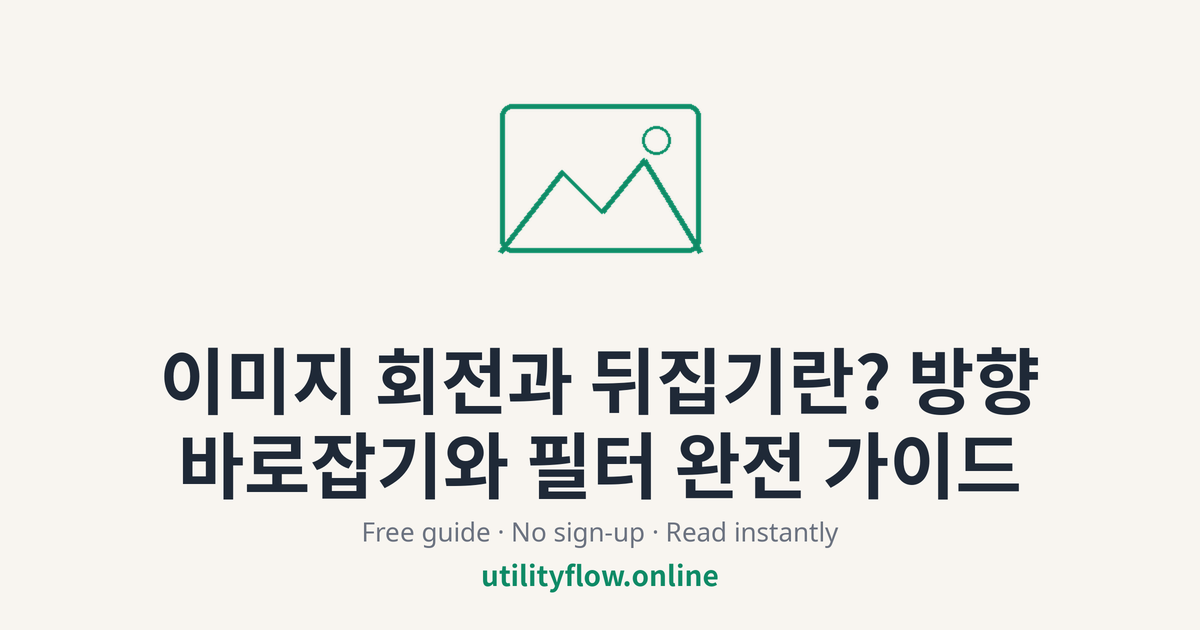 이미지 회전과 뒤집기란? 방향
바로잡기와 필터 완전 가이드
Free guide · No sign-up · Read instantly
utilityflow.online